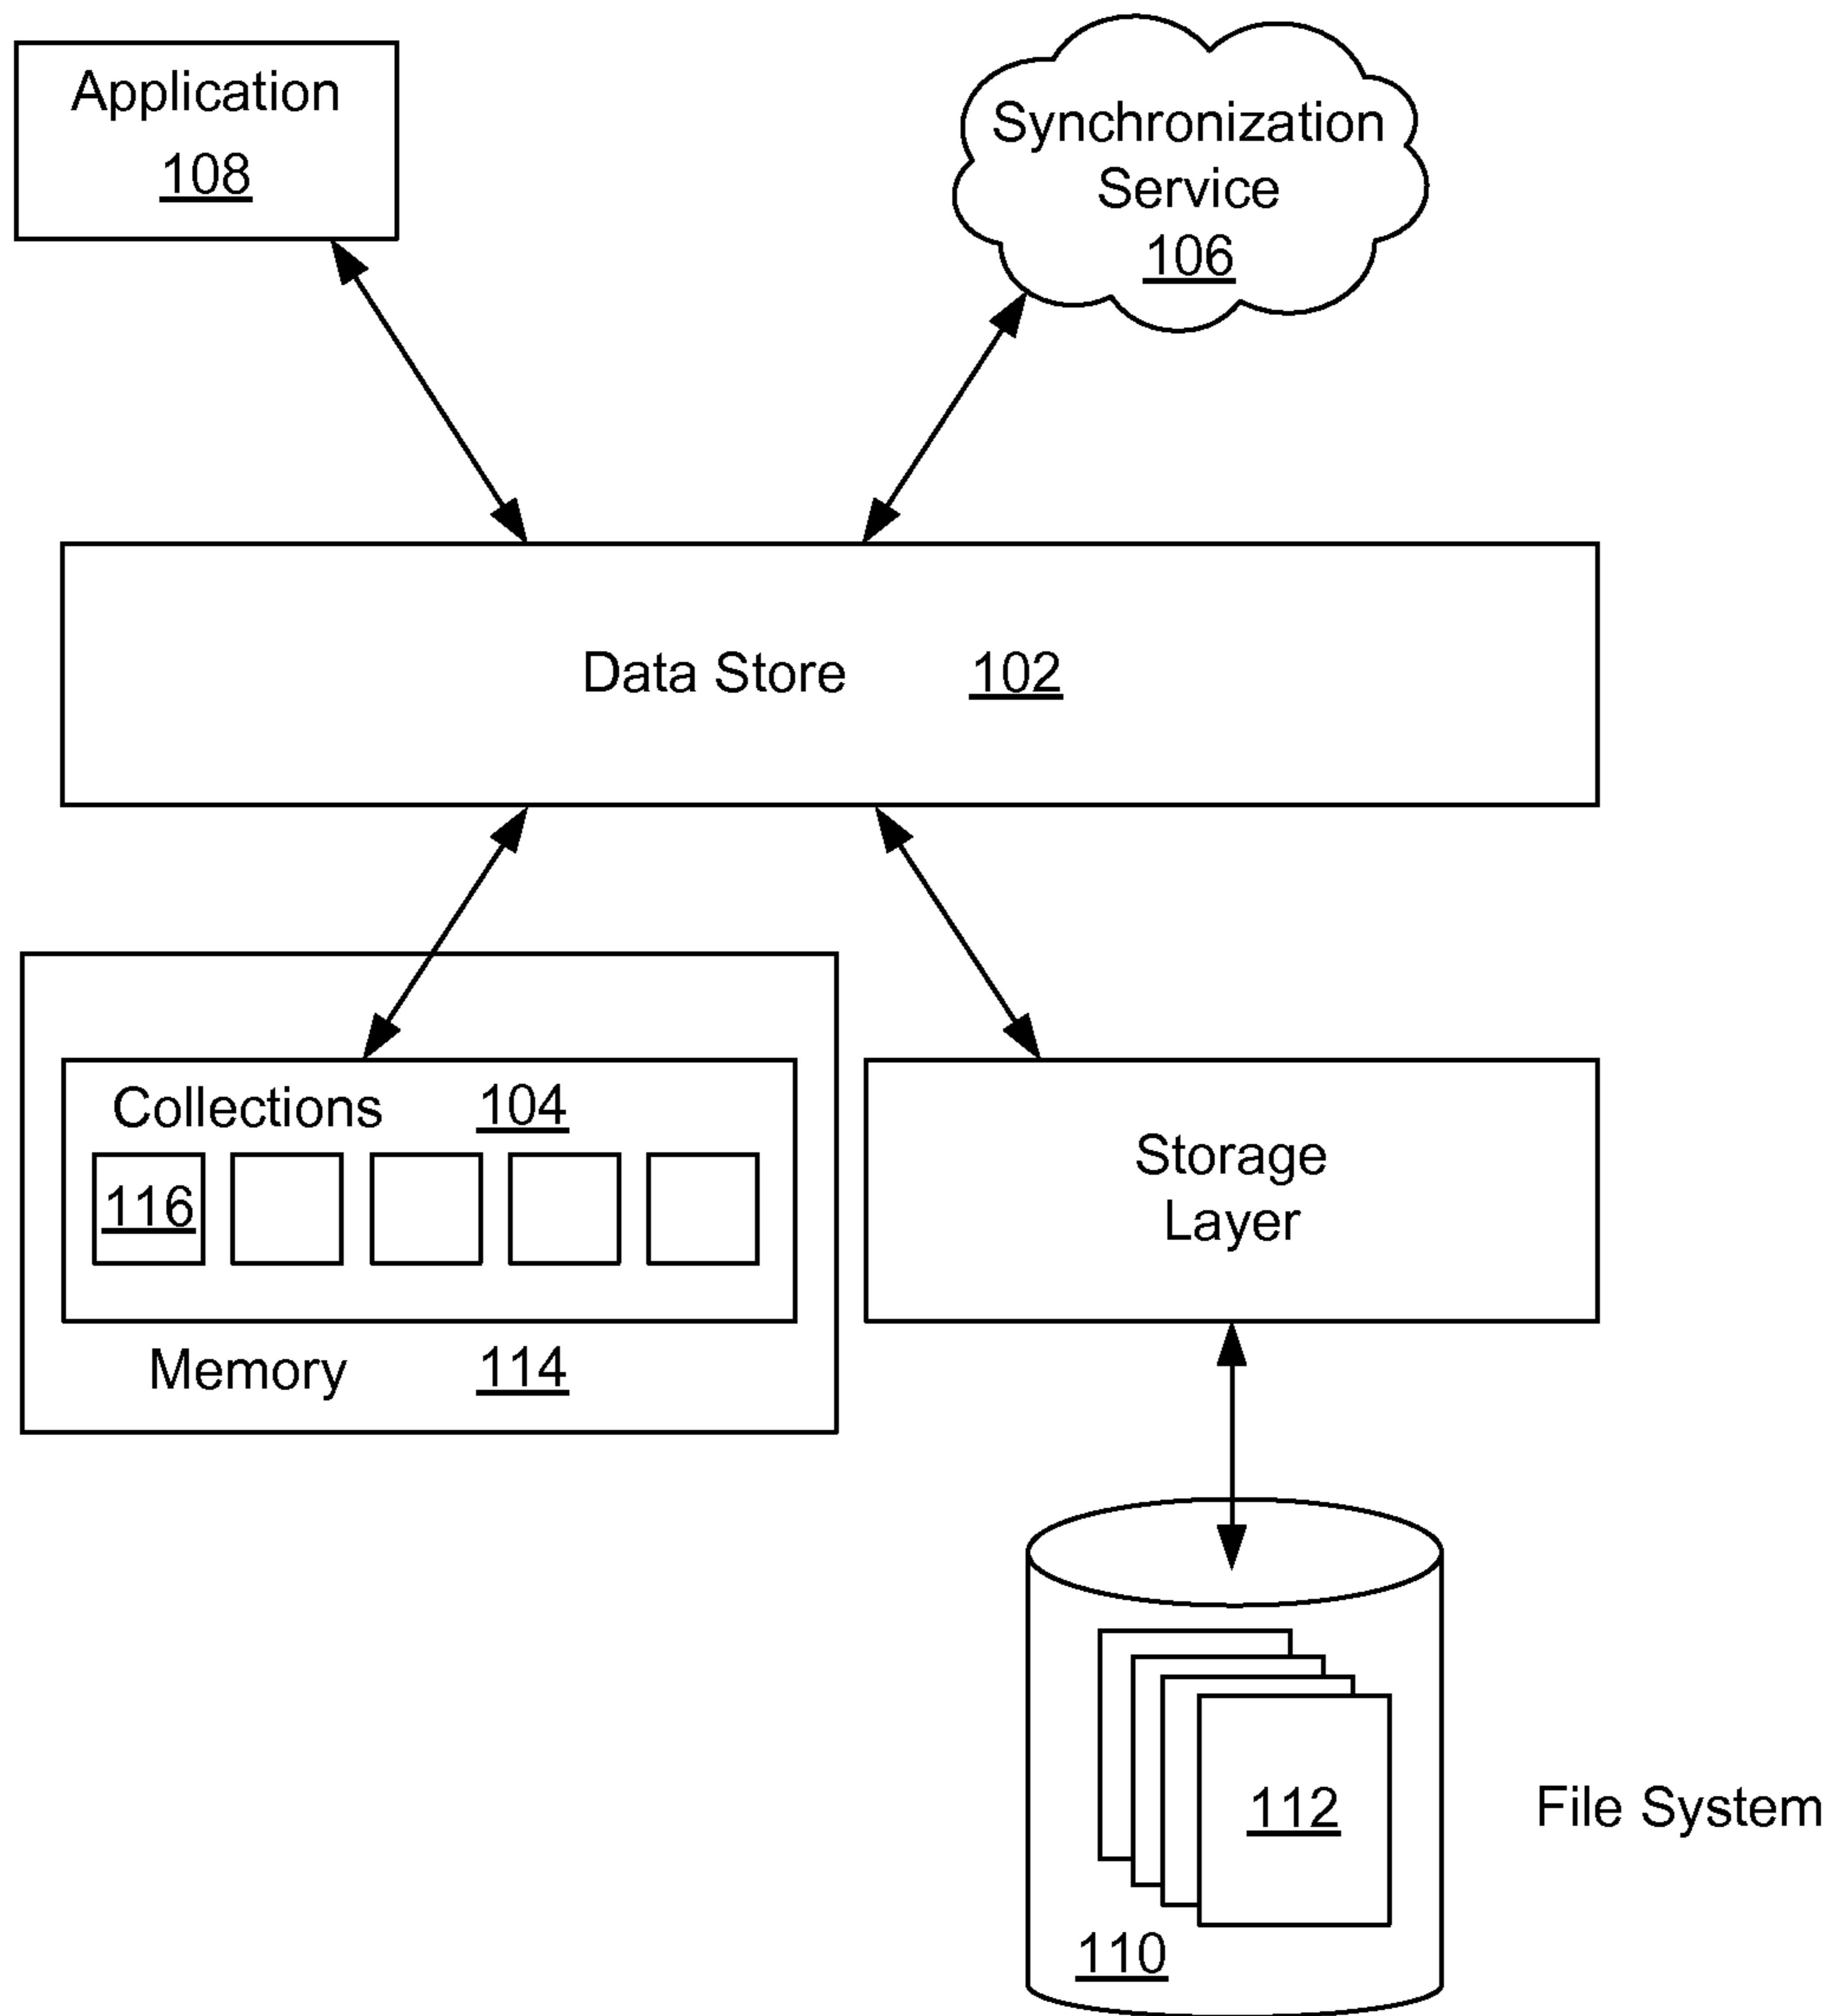 Application
108
Synchronization
Service
106
Data Store 102
Collections 104
116
Storage
Layer
Memory 114
112
File System
110